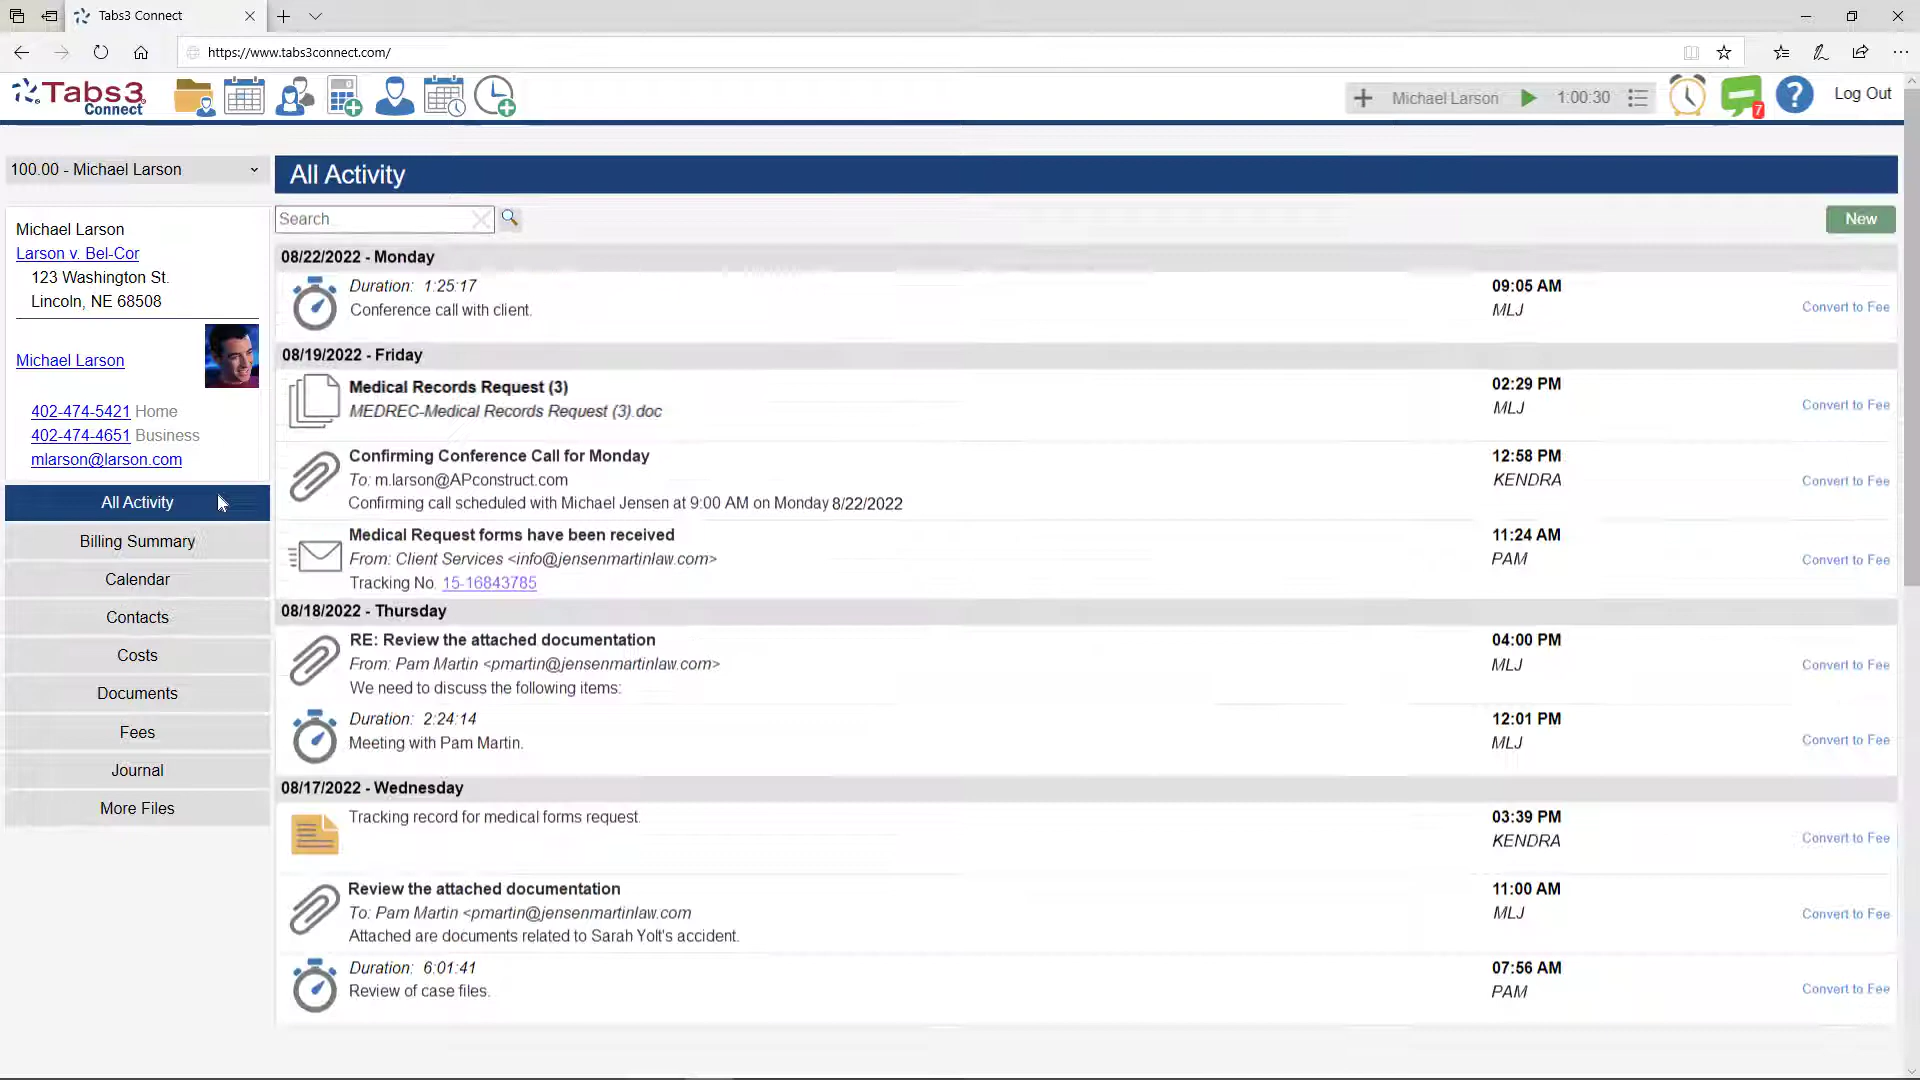 Tabs3 Connect
https://www.tabs3connect.com/
Tabs3
Connect
Michael Larson
1:00:30
7
?
Log Out
100.00 - Michael Larson
Michael Larson
Larson v. Bel-Cor
123 Washington St.
Lincoln, NE 68508
Michael Larson
402-474-5421 Home
402-474-4651 Business
mlarson@larson.com
All Activity
Billing Summary
Calendar
Contacts
Costs
Documents
Fees
Journal
More Files
All Activity
Search
New
08/22/2022 - Monday
Duration: 1:25:17
Conference call with client.
09:05 AM
MLJ
Convert to Fee
08/19/2022 - Friday
Medical Records Request (3)
MEDREC-Medical Records Request (3).doc
02:29 PM
MLJ
Convert to Fee
Confirming Conference Call for Monday
To: m.larson@APconstruct.com
Confirming call scheduled with Michael Jensen at 9:00 AM on Monday 8/22/2022
12:58 PM
KENDRA
Convert to Fee
Medical Request forms have been received
From: Client Services <info@jensenmartinlaw.com>
Tracking No. 15-16843785
11:24 AM
PAM
Convert to Fee
08/18/2022 - Thursday
RE: Review the attached documentation
From: Pam Martin <pmartin@jensenmartinlaw.com>
We need to discuss the following items:
04:00 PM
MLJ
Convert to Fee
Duration: 2:24:14
Meeting with Pam Martin.
12:01 PM
MLJ
Convert to Fee
08/17/2022 - Wednesday
Tracking record for medical forms request.
03:39 PM
KENDRA
Convert to Fee
Review the attached documentation
To: Pam Martin <pmartin@jensenmartinlaw.com
Attached are documents related to Sarah Yolt's accident.
11:00 AM
MLJ
Convert to Fee
Duration: 6:01:41
Review of case files.
07:56 AM
PAM
Convert to Fee